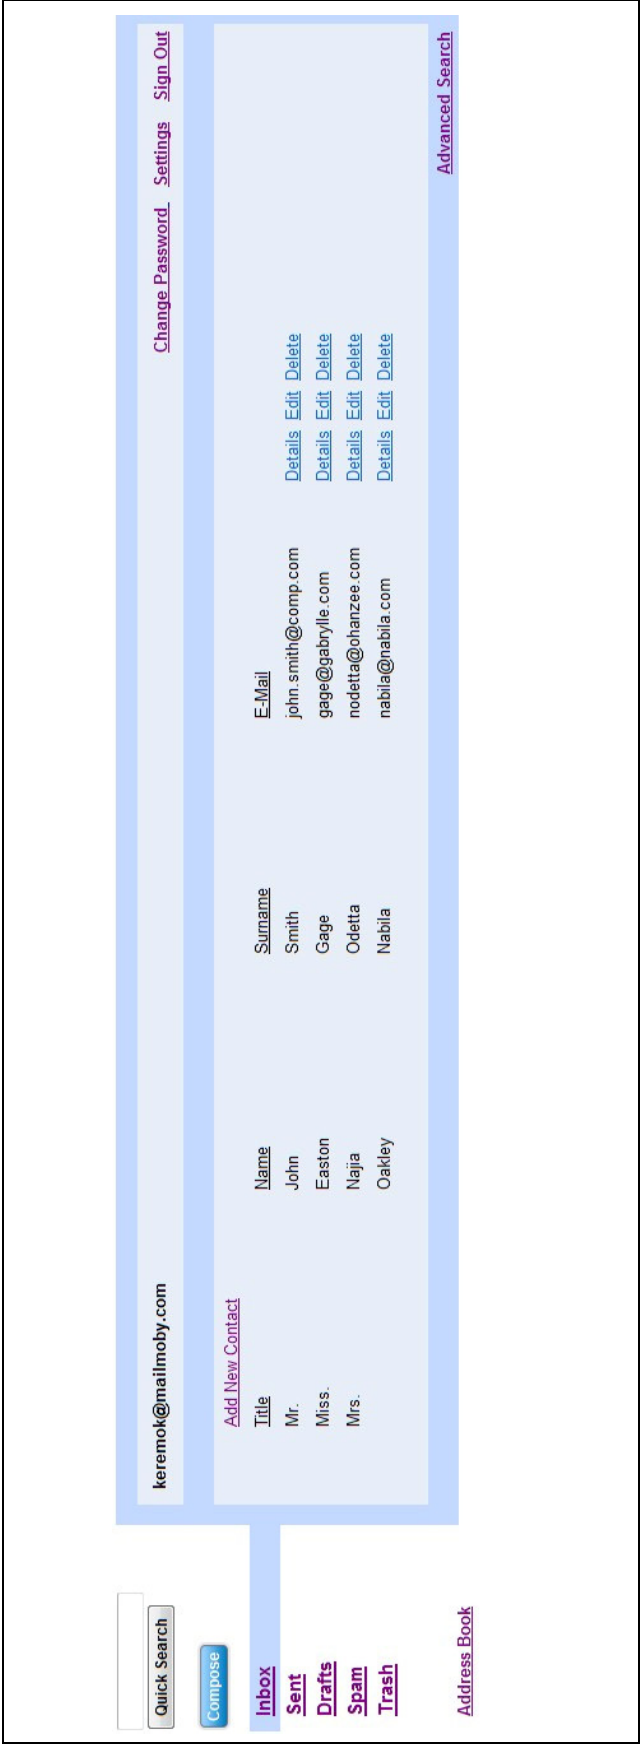 Quick Search
Compose
Inbox
Sent
Drafts
Spam
Trash
Address Book
keremok@mailmoby.com Change Password Settings Sign Out
Add New Contact
Title Name Surname E-Mail
Mr. John Smith john.smith@comp.com Details Edit Delete
Miss. Easton Gage gage@gabrylle.com Details Edit Delete
Mrs. Najia Odetta nodetta@ohanzee.com Details Edit Delete
Oakley Nabila nabila@nabila.com Details Edit Delete
Advanced Search